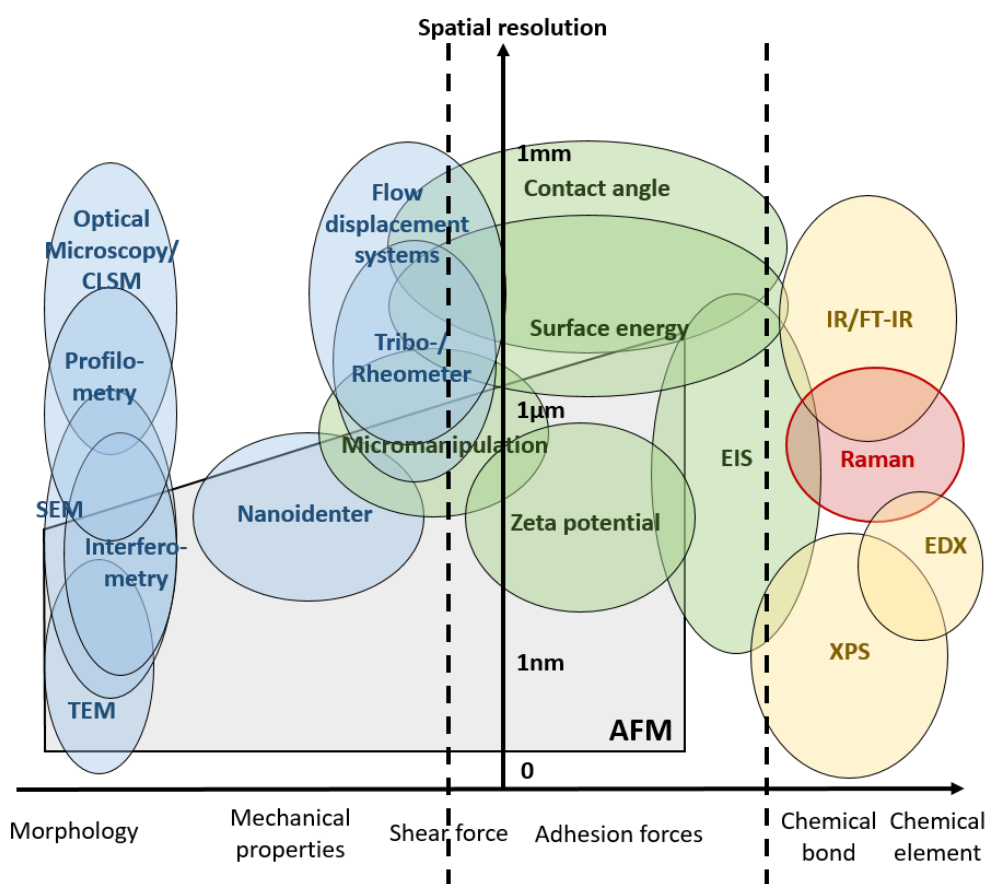 Spatial resolution
1mm
Contact angle
Flow
displacement
systems
Optical
Microscopy/
CLSM
IR/FT-IR
Surface energy
Tribo-/
Rheometer
Profilo-
metry
1µm
Micromanipulation
EIS
Raman
SEM
Nanoidenter
Zeta potential
Interfero-
metry
EDX
XPS
1nm
TEM
AFM
0
Morphology
Mechanical
properties
Shear force
Adhesion forces
Chemical
bond
Chemical
element